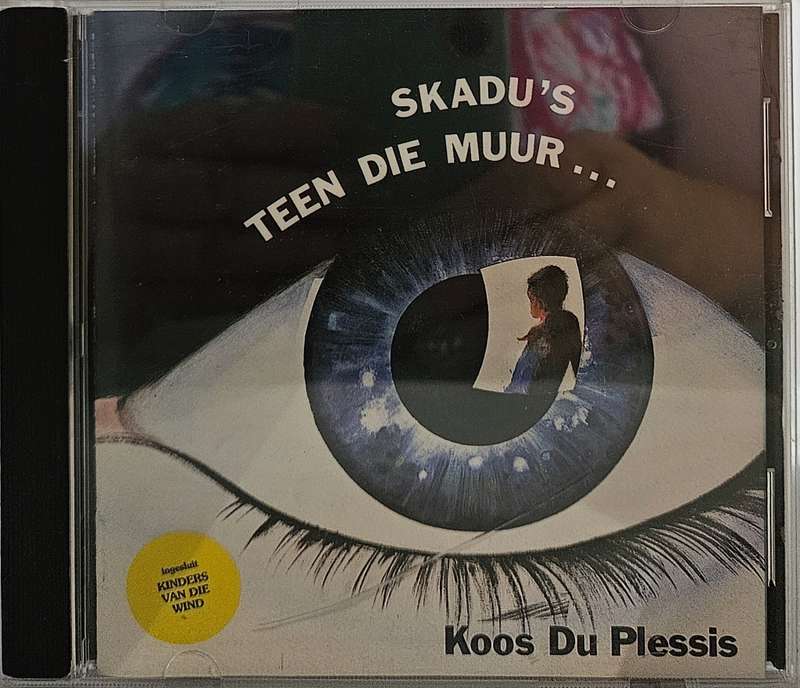 SKADU'S
TEEN DIE MUUR...
ingesluit
KINDERS
VAN DIE
WIND
Koos Du Plessis